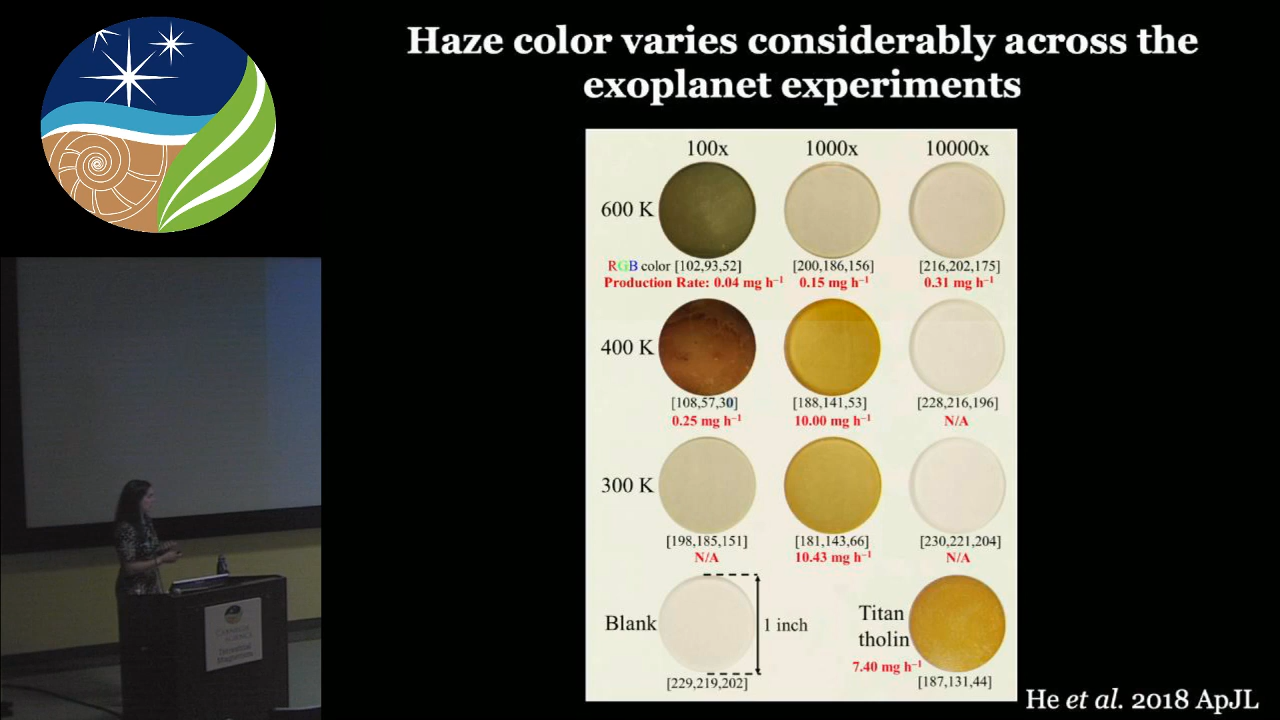 Haze color varies considerably across the
exoplanet experiments
100x 1000x 10000x
600 K
RGB color [102,93,52] [200,186,156] [216,202,175]
Production Rate: 0.04 mg h⁻¹ 0.15 mg h⁻¹ 0.31 mg h⁻¹
400 K
[108,57,30] [188,141,53] [228,216,196]
0.25 mg h⁻¹ 10.00 mg h⁻¹ N/A
300 K
[198,185,151] [181,143,66] [230,221,204]
N/A 10.43 mg h⁻¹ N/A
Blank 1 inch Titan
tholin
7.40 mg h⁻¹
[229,219,202] [187,131,44]
He et al. 2018 ApJL